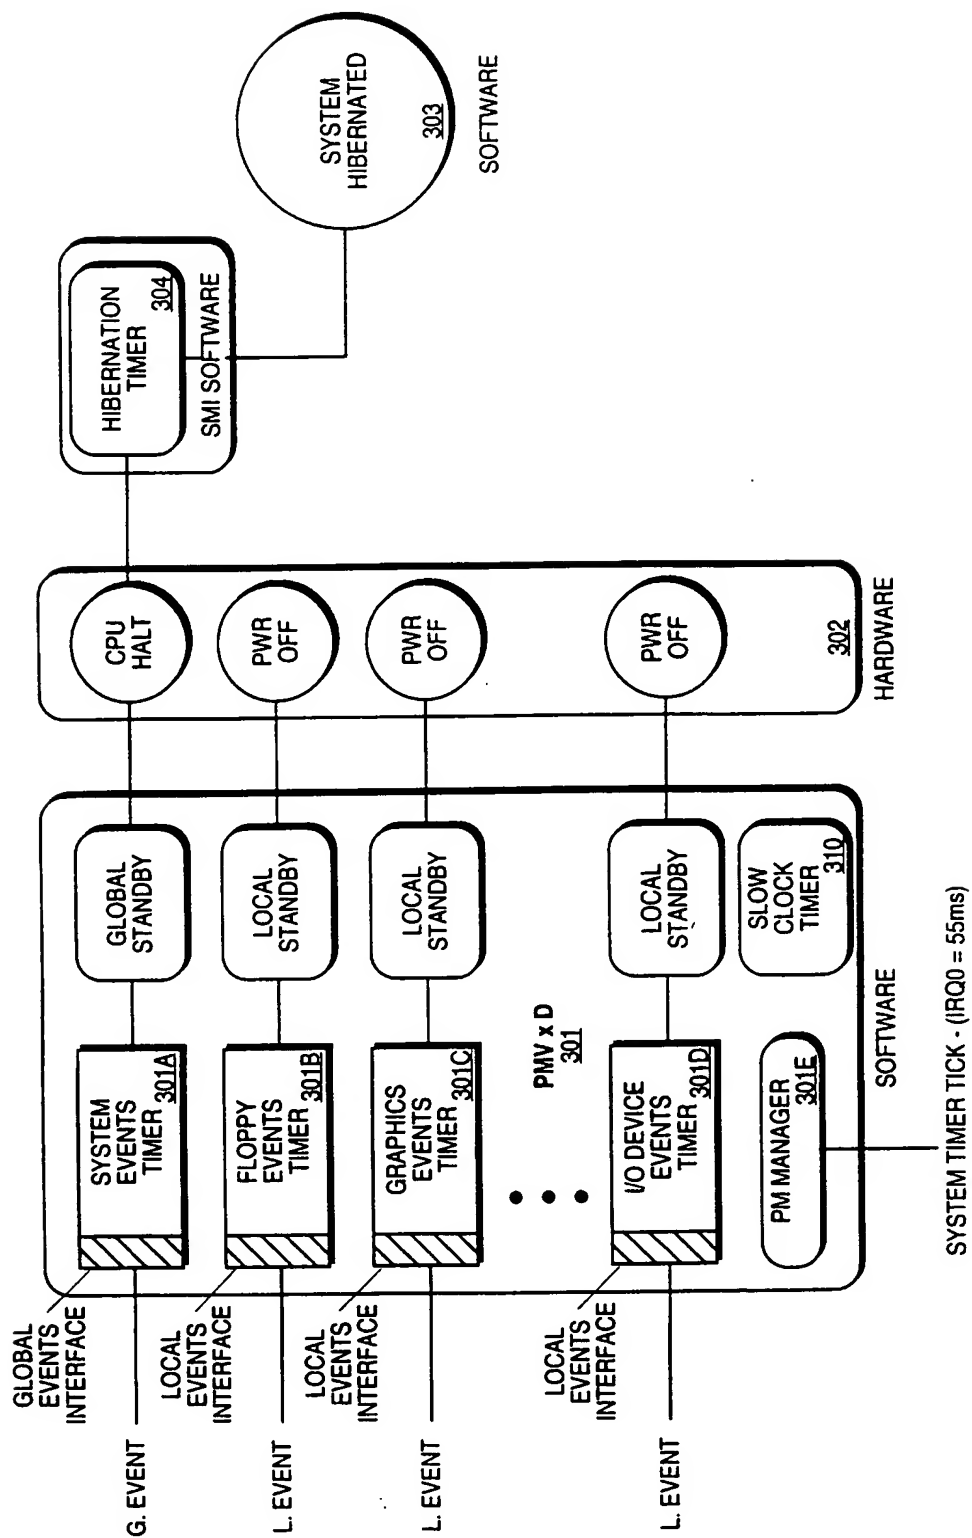 G. EVENT
GLOBAL
EVENTS
INTERFACE
SYSTEM
EVENTS
TIMER
301A
GLOBAL
STANDBY
CPU
HALT
HIBERNATION
TIMER
304
SMI SOFTWARE
SYSTEM
HIBERNATED
303
SOFTWARE
L. EVENT
LOCAL
EVENTS
INTERFACE
FLOPPY
EVENTS
TIMER
301B
LOCAL
STANDBY
PWR
OFF
L. EVENT
LOCAL
EVENTS
INTERFACE
GRAPHICS
EVENTS
TIMER
301C
LOCAL
STANDBY
PWR
OFF
PMV x D
301
L. EVENT
LOCAL
EVENTS
INTERFACE
I/O DEVICE
EVENTS
TIMER
301D
LOCAL
STANDBY
PWR
OFF
PM MANAGER
301E
SLOW
CLOCK
TIMER
310
302
SOFTWARE
HARDWARE
SYSTEM TIMER TICK - (IRQ0 = 55ms)